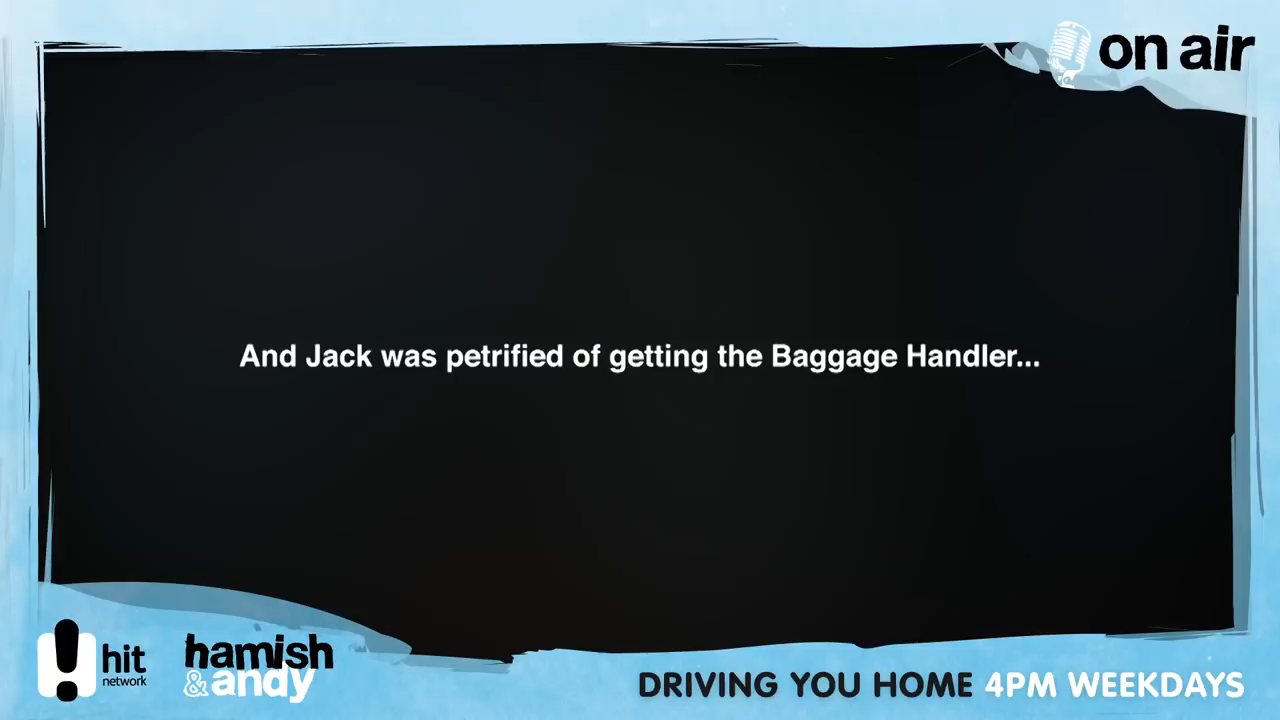 on air
And Jack was petrified of getting the Baggage Handler...
hit
network
hamish
&andy
DRIVING YOU HOME 4PM WEEKDAYS